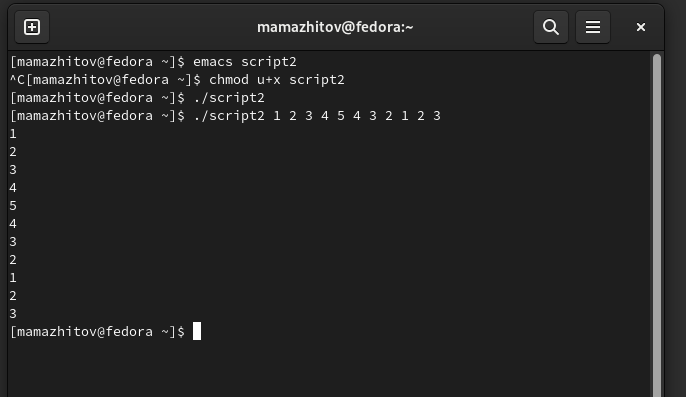 mamazhitov@fedora:~
[mamazhitov@fedora ~]$ emacs script2
^C[mamazhitov@fedora ~]$ chmod u+x script2
[mamazhitov@fedora ~]$ ./script2
[mamazhitov@fedora ~]$ ./script2 1 2 3 4 5 4 3 2 1 2 3
1
2
3
4
5
4
3
2
1
2
3
[mamazhitov@fedora ~]$